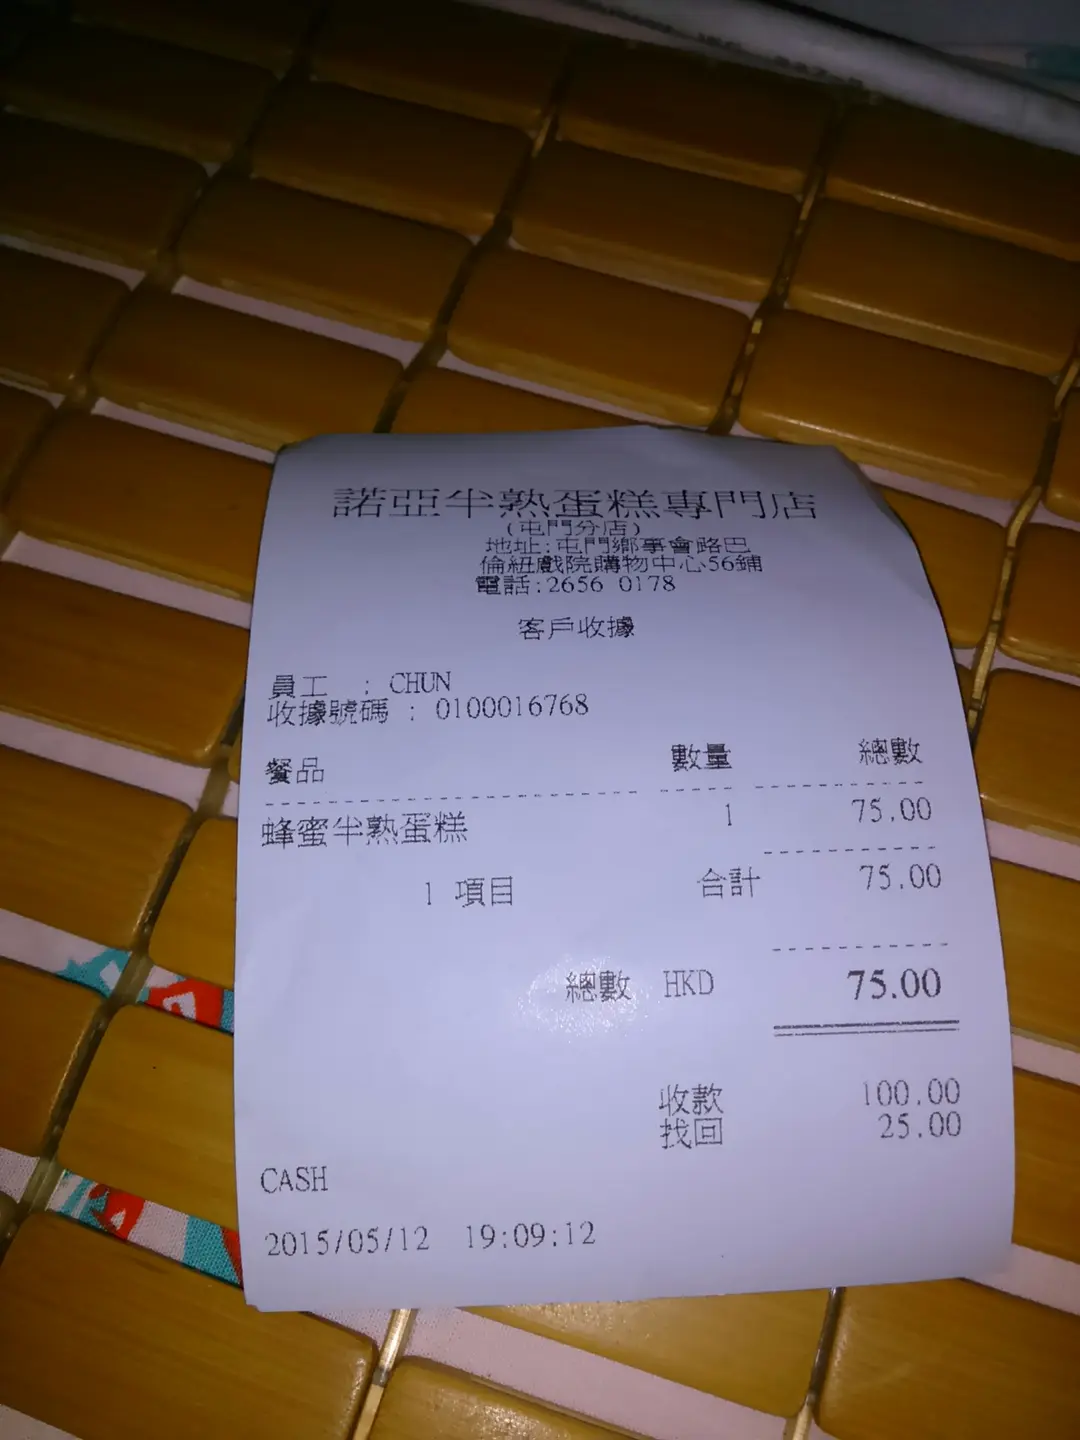 諾亞半熟蛋糕專門店
(屯門分店)
地址:屯門鄉事會路巴
倫紐戲院購物中心56鋪
電話:2656 0178
客戶收據
員工 : CHUN
收據號碼 : 0100016768
餐品 數量 總數
蜂蜜半熟蛋糕 1 75.00
1 項目 合計 75.00
總數 HKD 75.00
收款 100.00
找回 25.00
CASH
2015/05/12 19:09:12